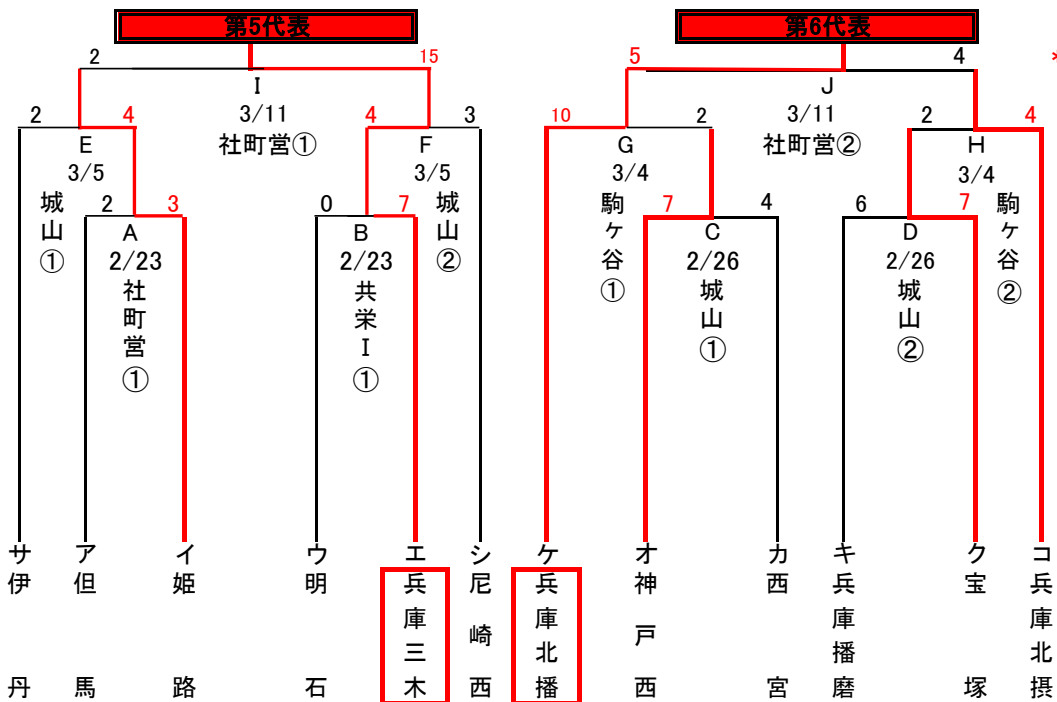 第5代表
第6代表
2
15
5
4
*
I
3/11
社町営①
J
3/11
社町営②
2
4
4
3
10
2
2
4
E
3/5
城山①
F
3/5
城山②
G
3/4
駒ヶ谷①
H
3/4
駒ヶ谷②
2
3
0
7
7
4
6
7
A
2/23
社町営①
B
2/23
共栄I①
C
2/26
城山①
D
2/26
城山②
サ伊丹
ア但馬
イ姫路
ウ明石
エ兵庫三木
シ尼崎西
ケ兵庫北播
オ神戸西
カ西宮
キ兵庫播磨
ク宝塚
コ兵庫北摂